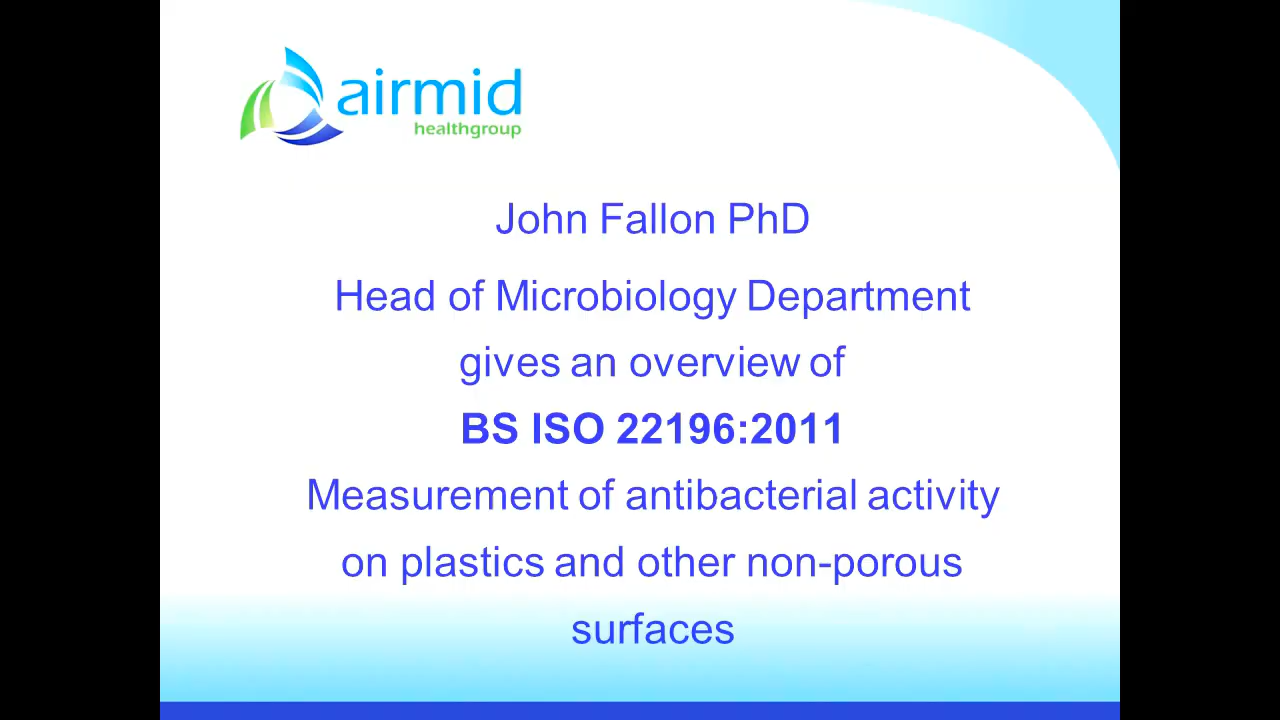 airmid
healthgroup
John Fallon PhD
Head of Microbiology Department
gives an overview of
BS ISO 22196:2011
Measurement of antibacterial activity
on plastics and other non-porous
surfaces